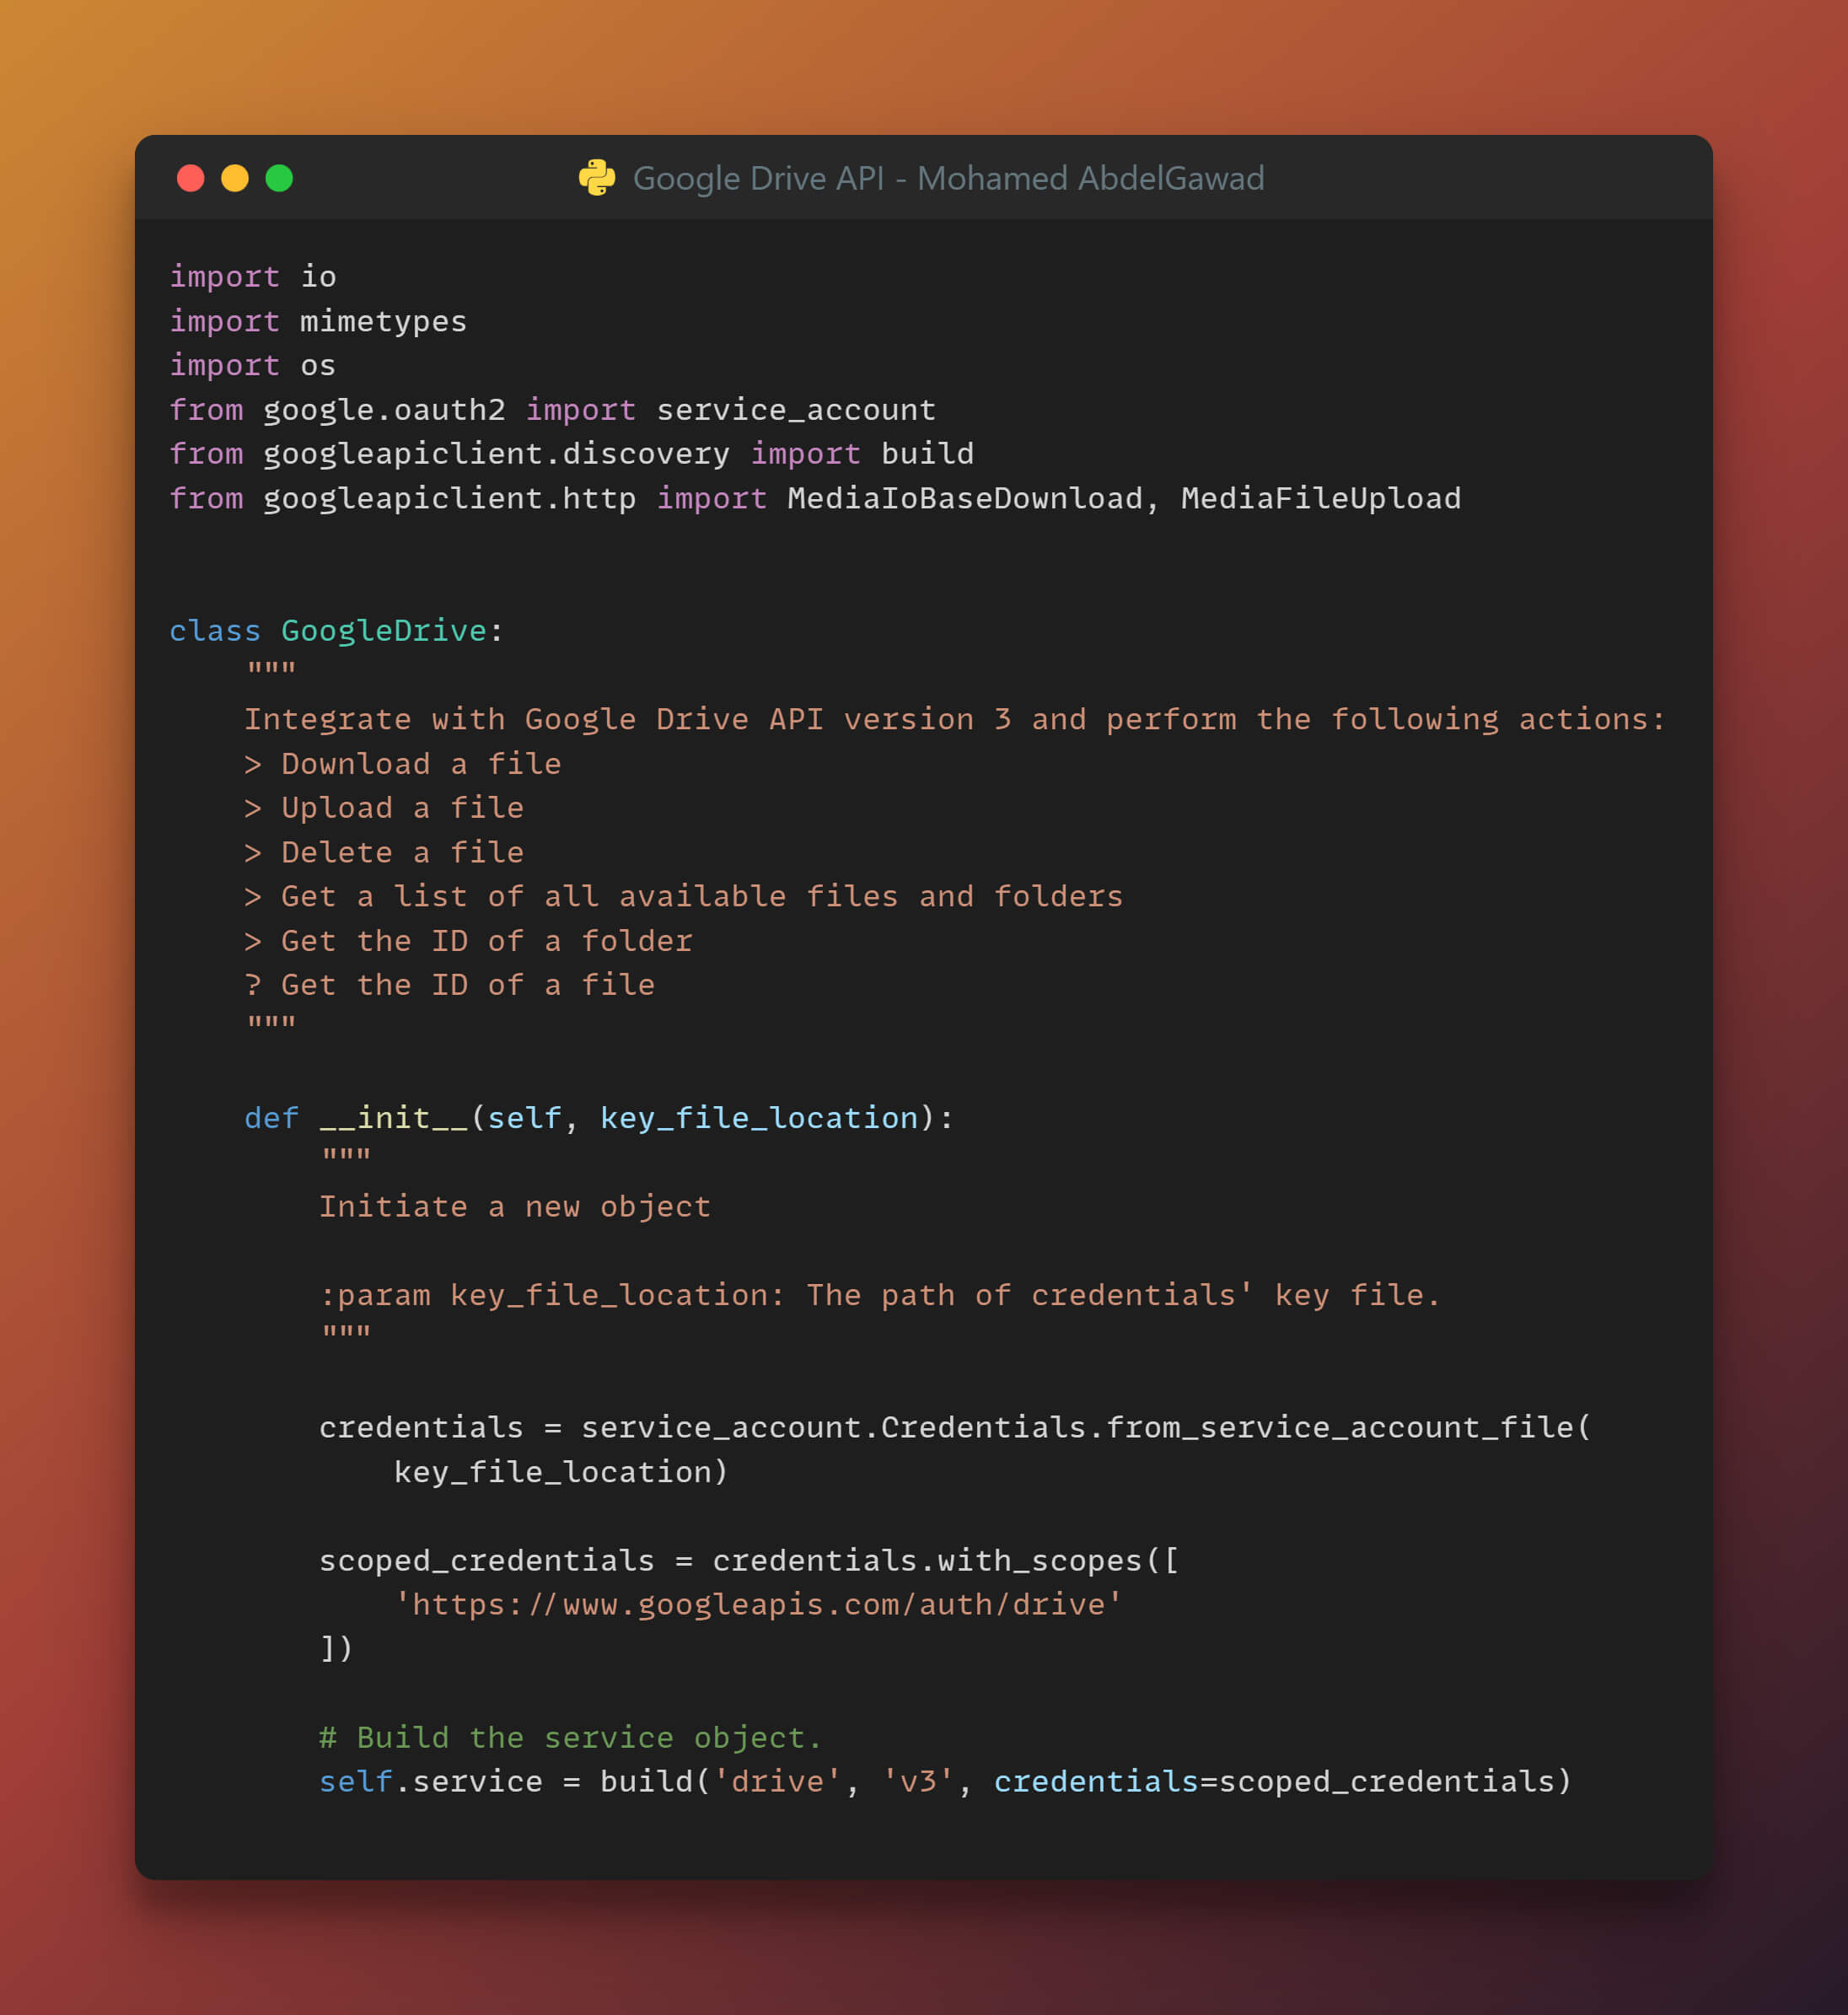 Google Drive API - Mohamed AbdelGawad
import io
import mimetypes
import os
from google.oauth2 import service_account
from googleapiclient.discovery import build
from googleapiclient.http import MediaIoBaseDownload, MediaFileUpload
class GoogleDrive:
    """
    Integrate with Google Drive API version 3 and perform the following actions:
    > Download a file
    > Upload a file
    > Delete a file
    > Get a list of all available files and folders
    > Get the ID of a folder
    ? Get the ID of a file
    """
    def __init__(self, key_file_location):
        """
        Initiate a new object
        :param key_file_location: The path of credentials' key file.
        """
        credentials = service_account.Credentials.from_service_account_file(
            key_file_location)
        scoped_credentials = credentials.with_scopes([
            'https://www.googleapis.com/auth/drive'
        ])
        # Build the service object.
        self.service = build('drive', 'v3', credentials=scoped_credentials)